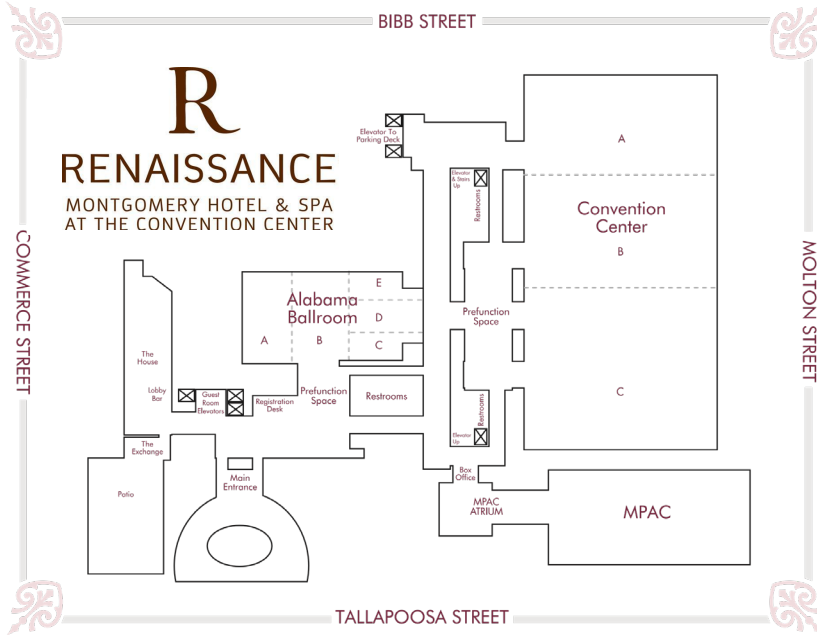 BIBB STREET
R
RENAISSANCE
MONTGOMERY HOTEL & SPA
AT THE CONVENTION CENTER
Elevator To
Parking Deck
A
Elevator
& Stairs
Up
Restrooms
Convention
Center
B
COMMERCE STREET
MOLTON STREET
E
Alabama
Ballroom
D
A
B
C
Prefunction
Space
The
House
Lobby
Bar
Guest
Room
Elevators
Registration
Desk
Prefunction
Space
Restrooms
C
Restrooms
Elevator
Up
The
Exchange
Box
Office
Main
Entrance
Patio
MPAC
ATRIUM
MPAC
TALLAPOOSA STREET